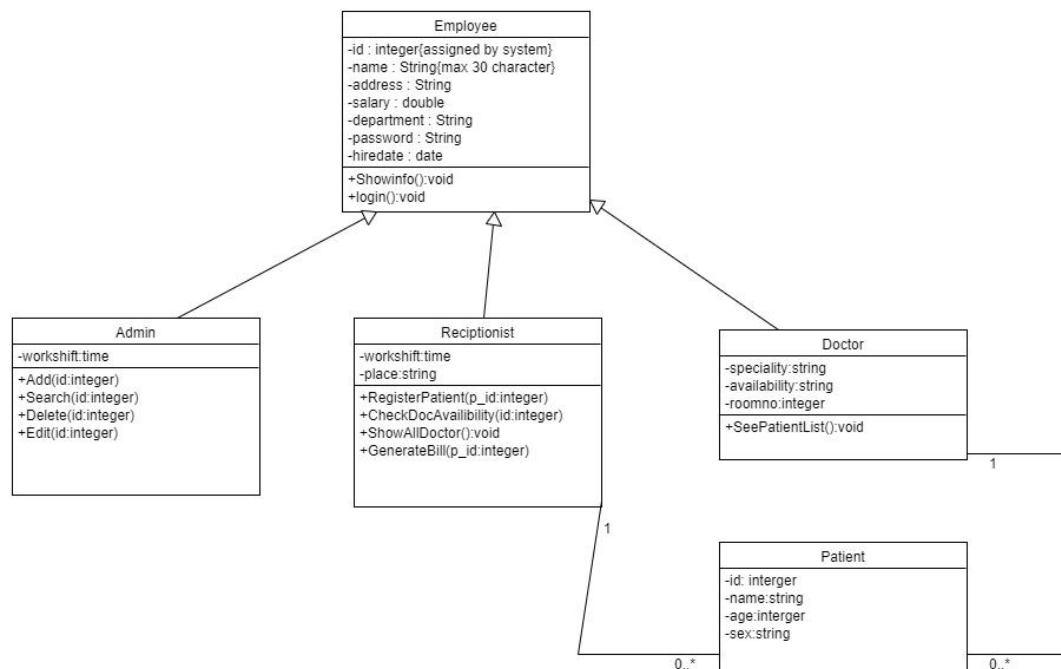 Employee
-id : integer{assigned by system}
-name : String{max 30 character}
-address : String
-salary : double
-department : String
-password : String
-hiredate : date
+Showinfo():void
+login():void
Admin
-workshift:time
+Add(id:integer)
+Search(id:integer)
+Delete(id:integer)
+Edit(id:integer)
Reciptionist
-workshift:time
-place:string
+RegisterPatient(p_id:integer)
+CheckDocAvailibility(id:integer)
+ShowAllDoctor():void
+GenerateBill(p_id:integer)
1
Doctor
-speciality:string
-availability:string
-roomno:integer
+SeePatientList():void
1
Patient
-id: interger
-name:string
-age:interger
-sex:string
0..*
0..*